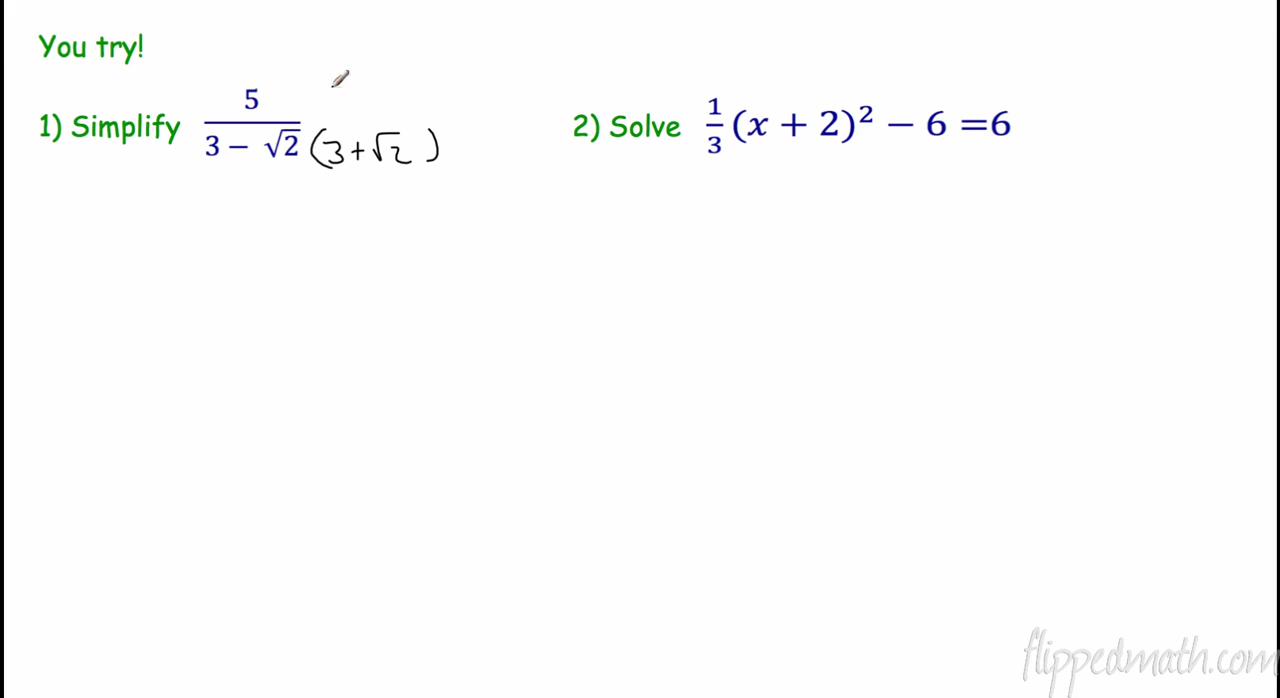 You try!
1) Simplify 5/(3 − √2) (3+√2)
2) Solve 1/3 (x + 2)² − 6 =6
flippedmath.com